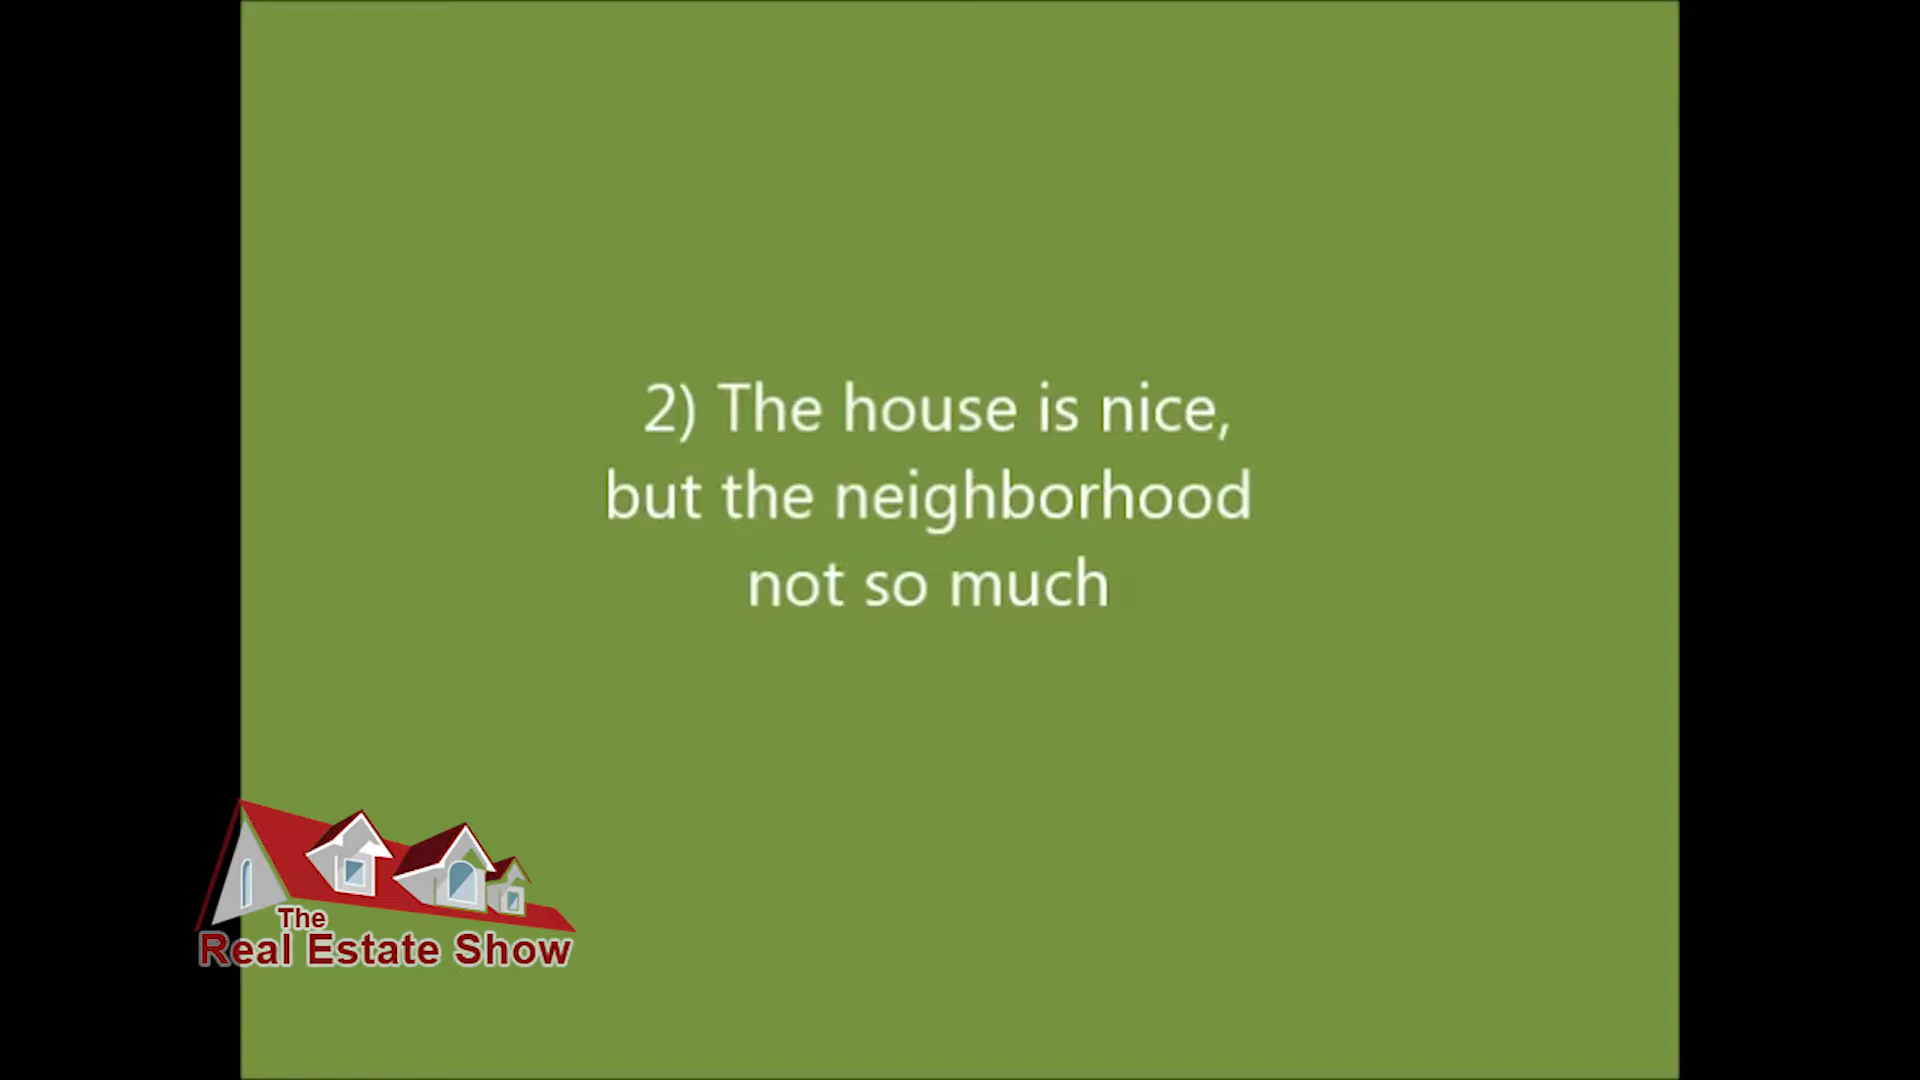 2) The house is nice,
but the neighborhood
not so much
The
Real Estate Show